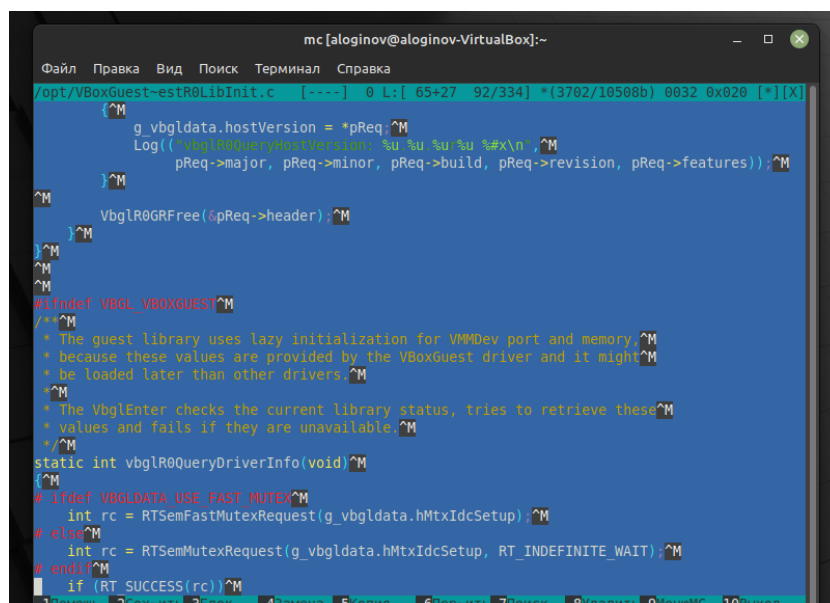 mc [aloginov@aloginov-VirtualBox]:~
Файл Правка Вид Поиск Терминал Справка
/opt/VBoxGuest~estR0LibInit.c [----] 0 L:[ 65+27 92/334] *(3702/10508b) 0032 0x020 [*][X]
{^M
g_vbgldata.hostVersion = *pReq;^M
Log(("vbglR0QueryHostVersion: %u.%u.%ur%u %#x\n",^M
pReq->major, pReq->minor, pReq->build, pReq->revision, pReq->features));^M
}^M
^M
VbglR0GRFree(&pReq->header);^M
}^M
}^M
^M
^M
#ifndef VBGL_VBOXGUEST^M
/**^M
* The guest library uses lazy initialization for VMMDev port and memory,^M
* because these values are provided by the VBoxGuest driver and it might^M
* be loaded later than other drivers.^M
*^M
* The VbglEnter checks the current library status, tries to retrieve these^M
* values and fails if they are unavailable.^M
*/^M
static int vbglR0QueryDriverInfo(void)^M
{^M
# ifdef VBGLDATA_USE_FAST_MUTEX^M
int rc = RTSemFastMutexRequest(g_vbgldata.hMtxIdcSetup);^M
# else^M
int rc = RTSemMutexRequest(g_vbgldata.hMtxIdcSetup, RT_INDEFINITE_WAIT);^M
# endif^M
if (RT_SUCCESS(rc))^M